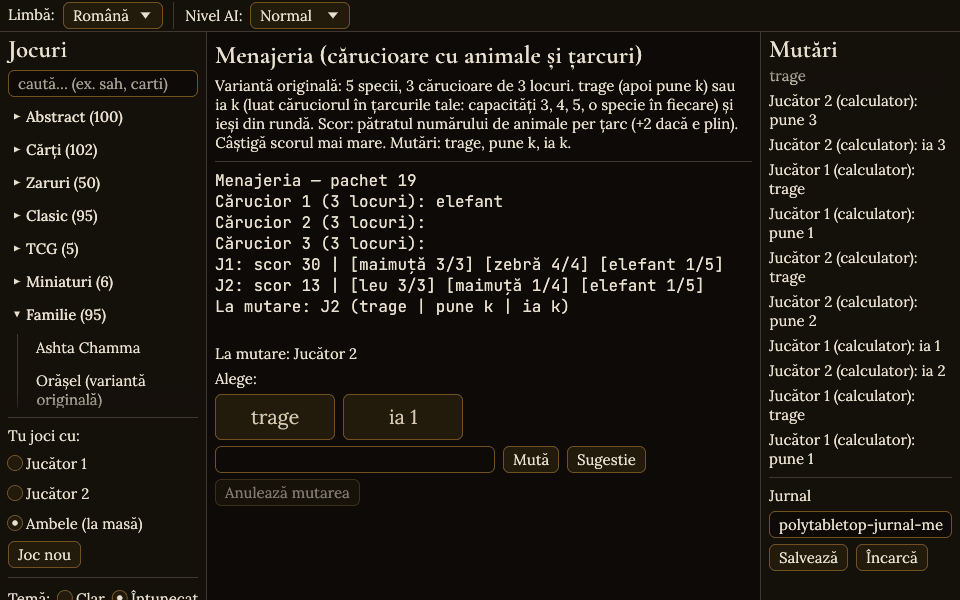 Limbă: Română ▼ Nivel AI: Normal ▼
Jocuri
caută... (ex. sah, carti)
▸ Abstract (100)
▸ Cărți (102)
▸ Zaruri (50)
▸ Clasic (95)
▸ TCG (5)
▸ Miniaturi (6)
▾ Familie (95)
Ashta Chamma
Orășel (variantă
originală)
Tu joci cu:
Jucător 1
Jucător 2
Ambele (la masă)
Joc nou
Temă: Clar Întunecat
Menajeria (cărucioare cu animale și țarcuri)
Variantă originală: 5 specii, 3 cărucioare de 3 locuri. trage (apoi pune k) sau
ia k (luat căruciorul în țarcurile tale: capacități 3, 4, 5, o specie în fiecare) și
ieși din rundă. Scor: pătratul numărului de animale per țarc (+2 dacă e plin).
Câștigă scorul mai mare. Mutări: trage, pune k, ia k.
Menajeria — pachet 19
Cărucior 1 (3 locuri): elefant
Cărucior 2 (3 locuri):
Cărucior 3 (3 locuri):
J1: scor 30 | [maimuță 3/3] [zebră 4/4] [elefant 1/5]
J2: scor 13 | [leu 3/3] [maimuță 1/4] [elefant 1/5]
La mutare: J2 (trage | pune k | ia k)
La mutare: Jucător 2
Alege:
trage ia 1
Mută Sugestie
Anulează mutarea
Mutări
trage
Jucător 2 (calculator):
pune 3
Jucător 2 (calculator): ia 3
Jucător 1 (calculator):
trage
Jucător 1 (calculator):
pune 1
Jucător 2 (calculator):
trage
Jucător 2 (calculator):
pune 2
Jucător 1 (calculator): ia 1
Jucător 2 (calculator): ia 2
Jucător 1 (calculator):
trage
Jucător 1 (calculator):
pune 1
Jurnal
polytabletop-jurnal-me
Salvează Încarcă